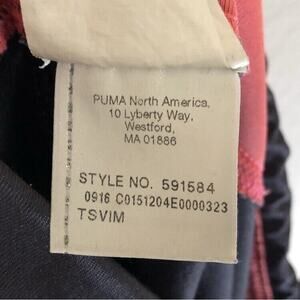 PUMA North America,
10 Lyberty Way,
Westford,
MA 01886
STYLE NO. 591584
0916 C0151204E0000323
TSVIM